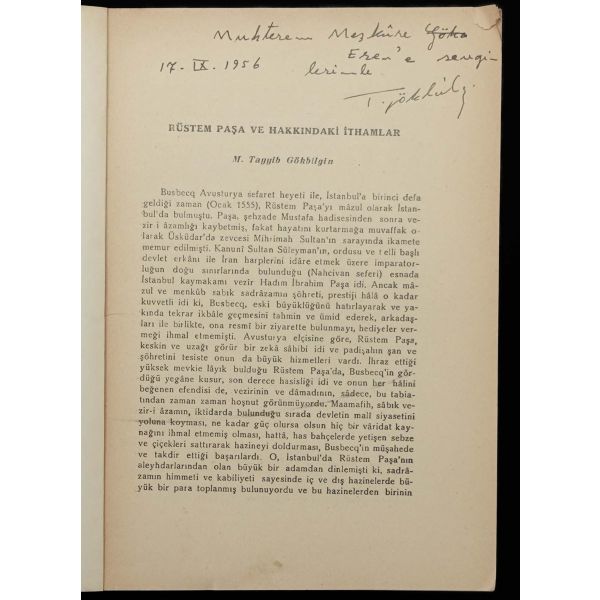 Muhterem Meşkûre
Eren'e sevgi-
17. IX. 1956 lerimle
RÜSTEM PAŞA VE HAKKINDAKİ İTHAMLAR
M. Tayyib Gökbilgin
Busbecq Avusturya sefaret heyeti ile, İstanbul'a birinci defa
geldiği zaman (Ocak 1555), Rüstem Paşa'yı mâzul olarak İstan-
bul'da bulmuştu. Paşa, şehzade Mustafa hadisesinden sonra ve-
zir-i âzamlığı kaybetmiş, fakat hayatını kurtarmağa muvaffak o-
larak Üsküdar'da zevcesi Mihrimah Sultan'ın sarayında ikamete
memur edilmişti. Kanunî Sultan Süleyman'ın, ordusu ve belli başlı
devlet erkânı ile İran harplerini idâre etmek üzere imparator-
luğun doğu sınırlarında bulunduğu (Nahcivan seferi) esnada
İstanbul kaymakamı vezir Hadım İbrahim Paşa idi. Ancak mâ-
zul ve menkûb sabık sadrâzamın şöhreti, prestiji hâlâ o kadar
kuvvetli idi ki, Busbecq, eski büyüklüğünü hatırlayarak ve ya-
kında tekrar ikbâle geçmesini tahmin ve ümid ederek, arkadaş-
ları ile birlikte, ona resmî bir ziyarette bulunmayı, hediyeler ver-
meği ihmal etmemişti. Avusturya elçisine göre, Rüstem Paşa,
keskin ve uzağı görür bir zekâ sâhibi idi ve padişahın şan ve
şöhretini tesiste onun da büyük hizmetleri vardı. İhraz ettiği
yüksek mevkie lâyık bulduğu Rüstem Paşa'da, Busbecq'in gör-
düğü yegâne kusur, son derece hasisliği idi ve onun her hâlini
beğenen efendisi de, vezirinin ve dâmadının, sâdece, bu tabia-
tından zaman zaman hoşnut görünmüyordu. Maamafih, sâbık ve-
zir-i âzamın, iktidarda bulunduğu sırada devletin malî siyasetini
yoluna koyması, ne kadar güç olursa olsun hiç bir vâridat kay-
nağını ihmal etmemiş olması, hattâ, has bahçelerde yetişen sebze
ve çiçekleri sattırarak hazineyi doldurması, Busbecq'in müşahede
ve takdir ettiği başarılardı. O, İstanbul'da Rüstem Paşa'nın
aleyhdarlarından olan büyük bir adamdan dinlemişti ki, sadrâ-
zamın himmeti ve kabiliyeti sayesinde iç ve dış hazinelerde bü-
yük bir para toplanmış bulunuyordu ve bu hazinelerden birinin